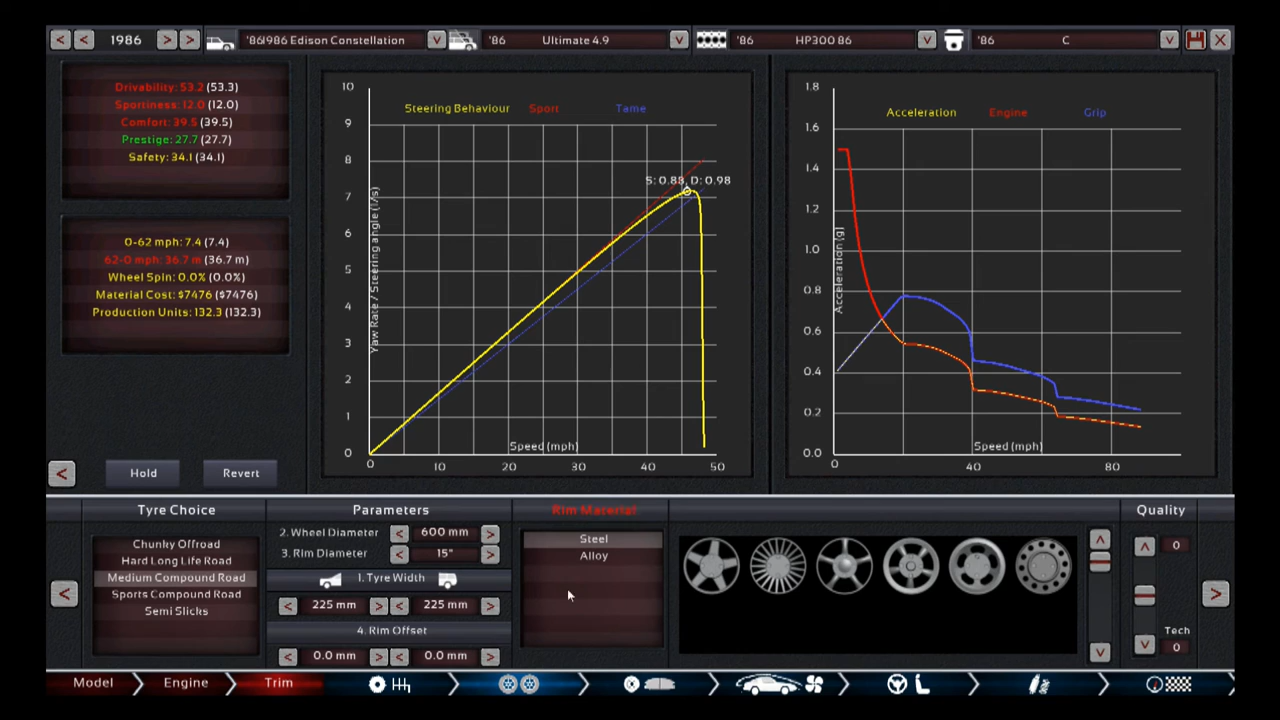 1986 '86 1986 Edison Constellation '86 Ultimate 4.9 '86 HP300 86 '86 C
Drivability: 53.2 (53.3)
Sportiness: 12.0 (12.0)
Comfort: 39.5 (39.5)
Prestige: 27.7 (27.7)
Safety: 34.1 (34.1)
0-62 mph: 7.4 (7.4)
62-0 mph: 36.7 m (36.7 m)
Wheel Spin: 0.0% (0.0%)
Material Cost: $7476 ($7476)
Production Units: 132.3 (132.3)
Hold Revert
Steering Behaviour Sport Tame
S: 0.83, D: 0.98
10
9
8
7
6
5
4
3
2
1
0
Yaw Rate / Steering angle (1/s)
Speed (mph)
0 10 20 30 40 50
Acceleration Engine Grip
1.8
1.6
1.4
1.2
1.0
0.8
0.6
0.4
0.2
0.0
Acceleration (g)
Speed (mph)
0 40 80
Tyre Choice
Chunky Offroad
Hard Long Life Road
Medium Compound Road
Sports Compound Road
Semi Slicks
Parameters
2. Wheel Diameter 600 mm
3. Rim Diameter 15"
1. Tyre Width
225 mm 225 mm
4. Rim Offset
0.0 mm 0.0 mm
Rim Material
Steel
Alloy
Quality
0
Tech
0
Model Engine Trim